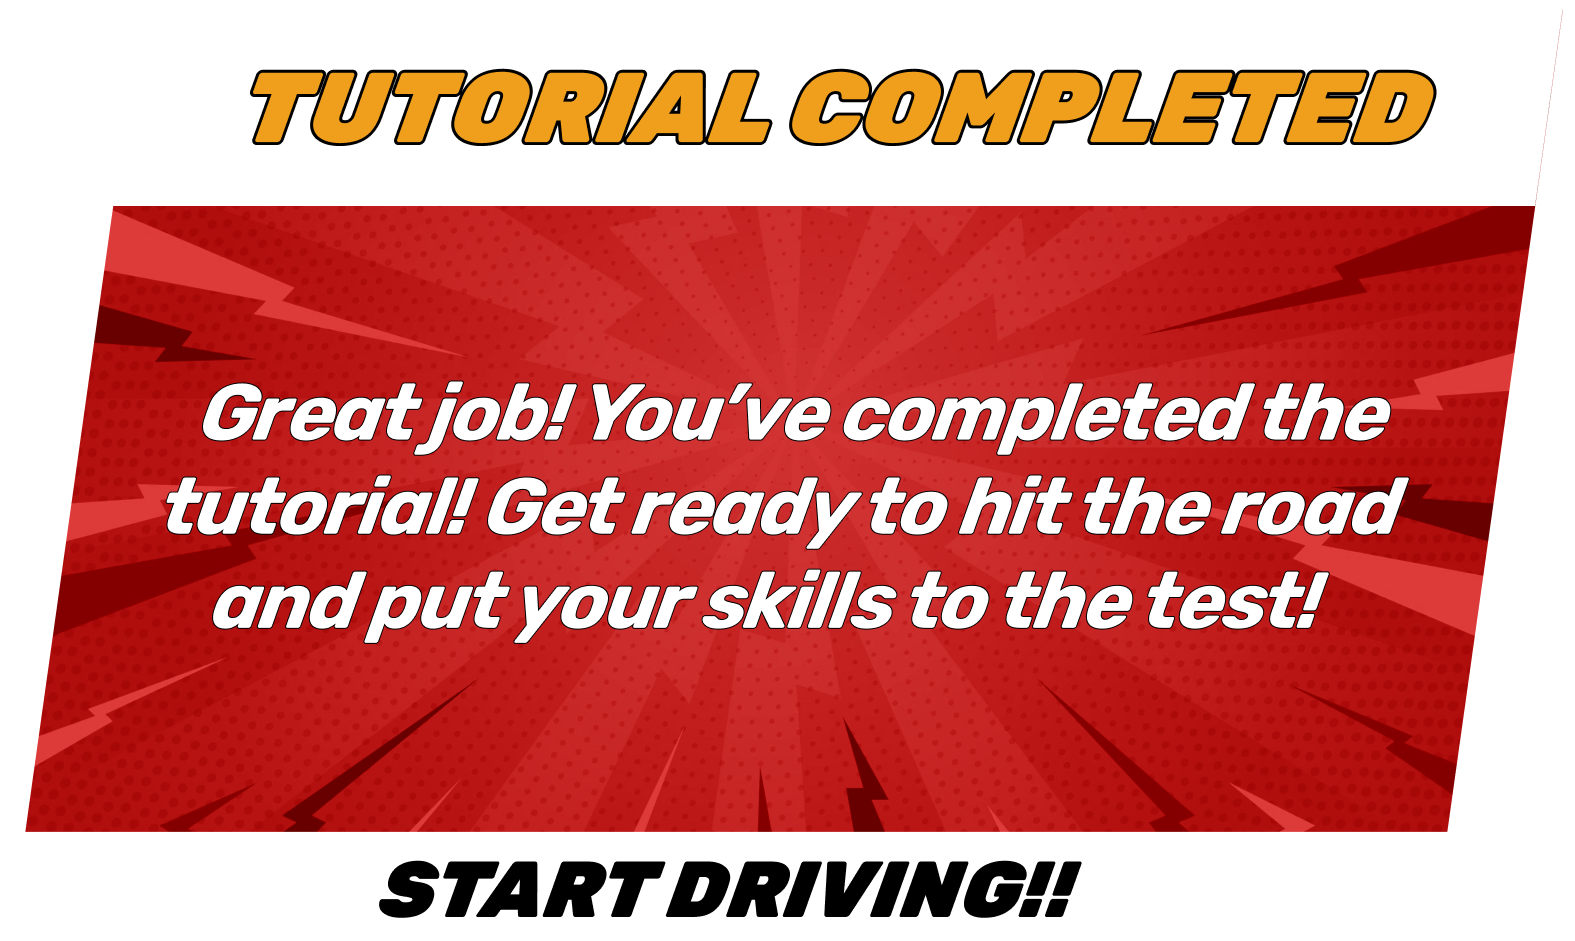 TUTORIAL COMPLETED
Great job! You’ve completed the
tutorial! Get ready to hit the road
and put your skills to the test!
START DRIVING!!